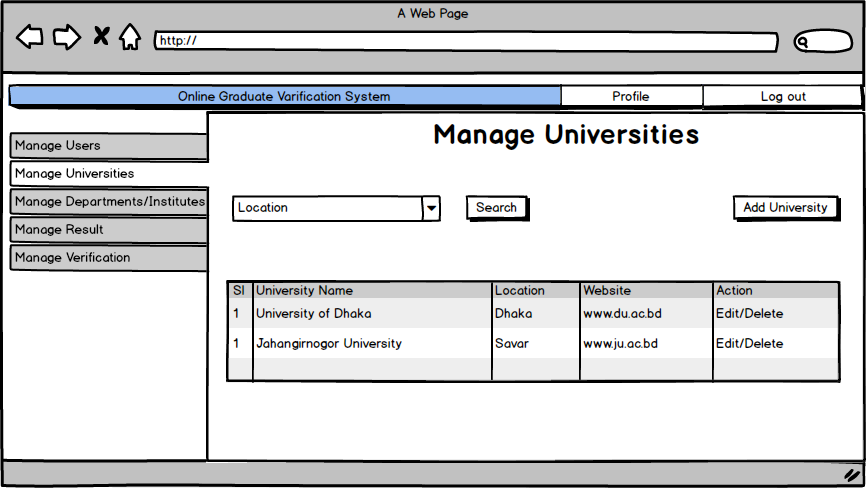 A Web Page
http://
Online Graduate Varification System
Profile
Log out
Manage Users
Manage Universities
Manage Departments/Institutes
Manage Result
Manage Verification
Manage Universities
Location
Search
Add University
Sl University Name Location Website Action
1 University of Dhaka Dhaka www.du.ac.bd Edit/Delete
1 Jahangirnogor University Savar www.ju.ac.bd Edit/Delete